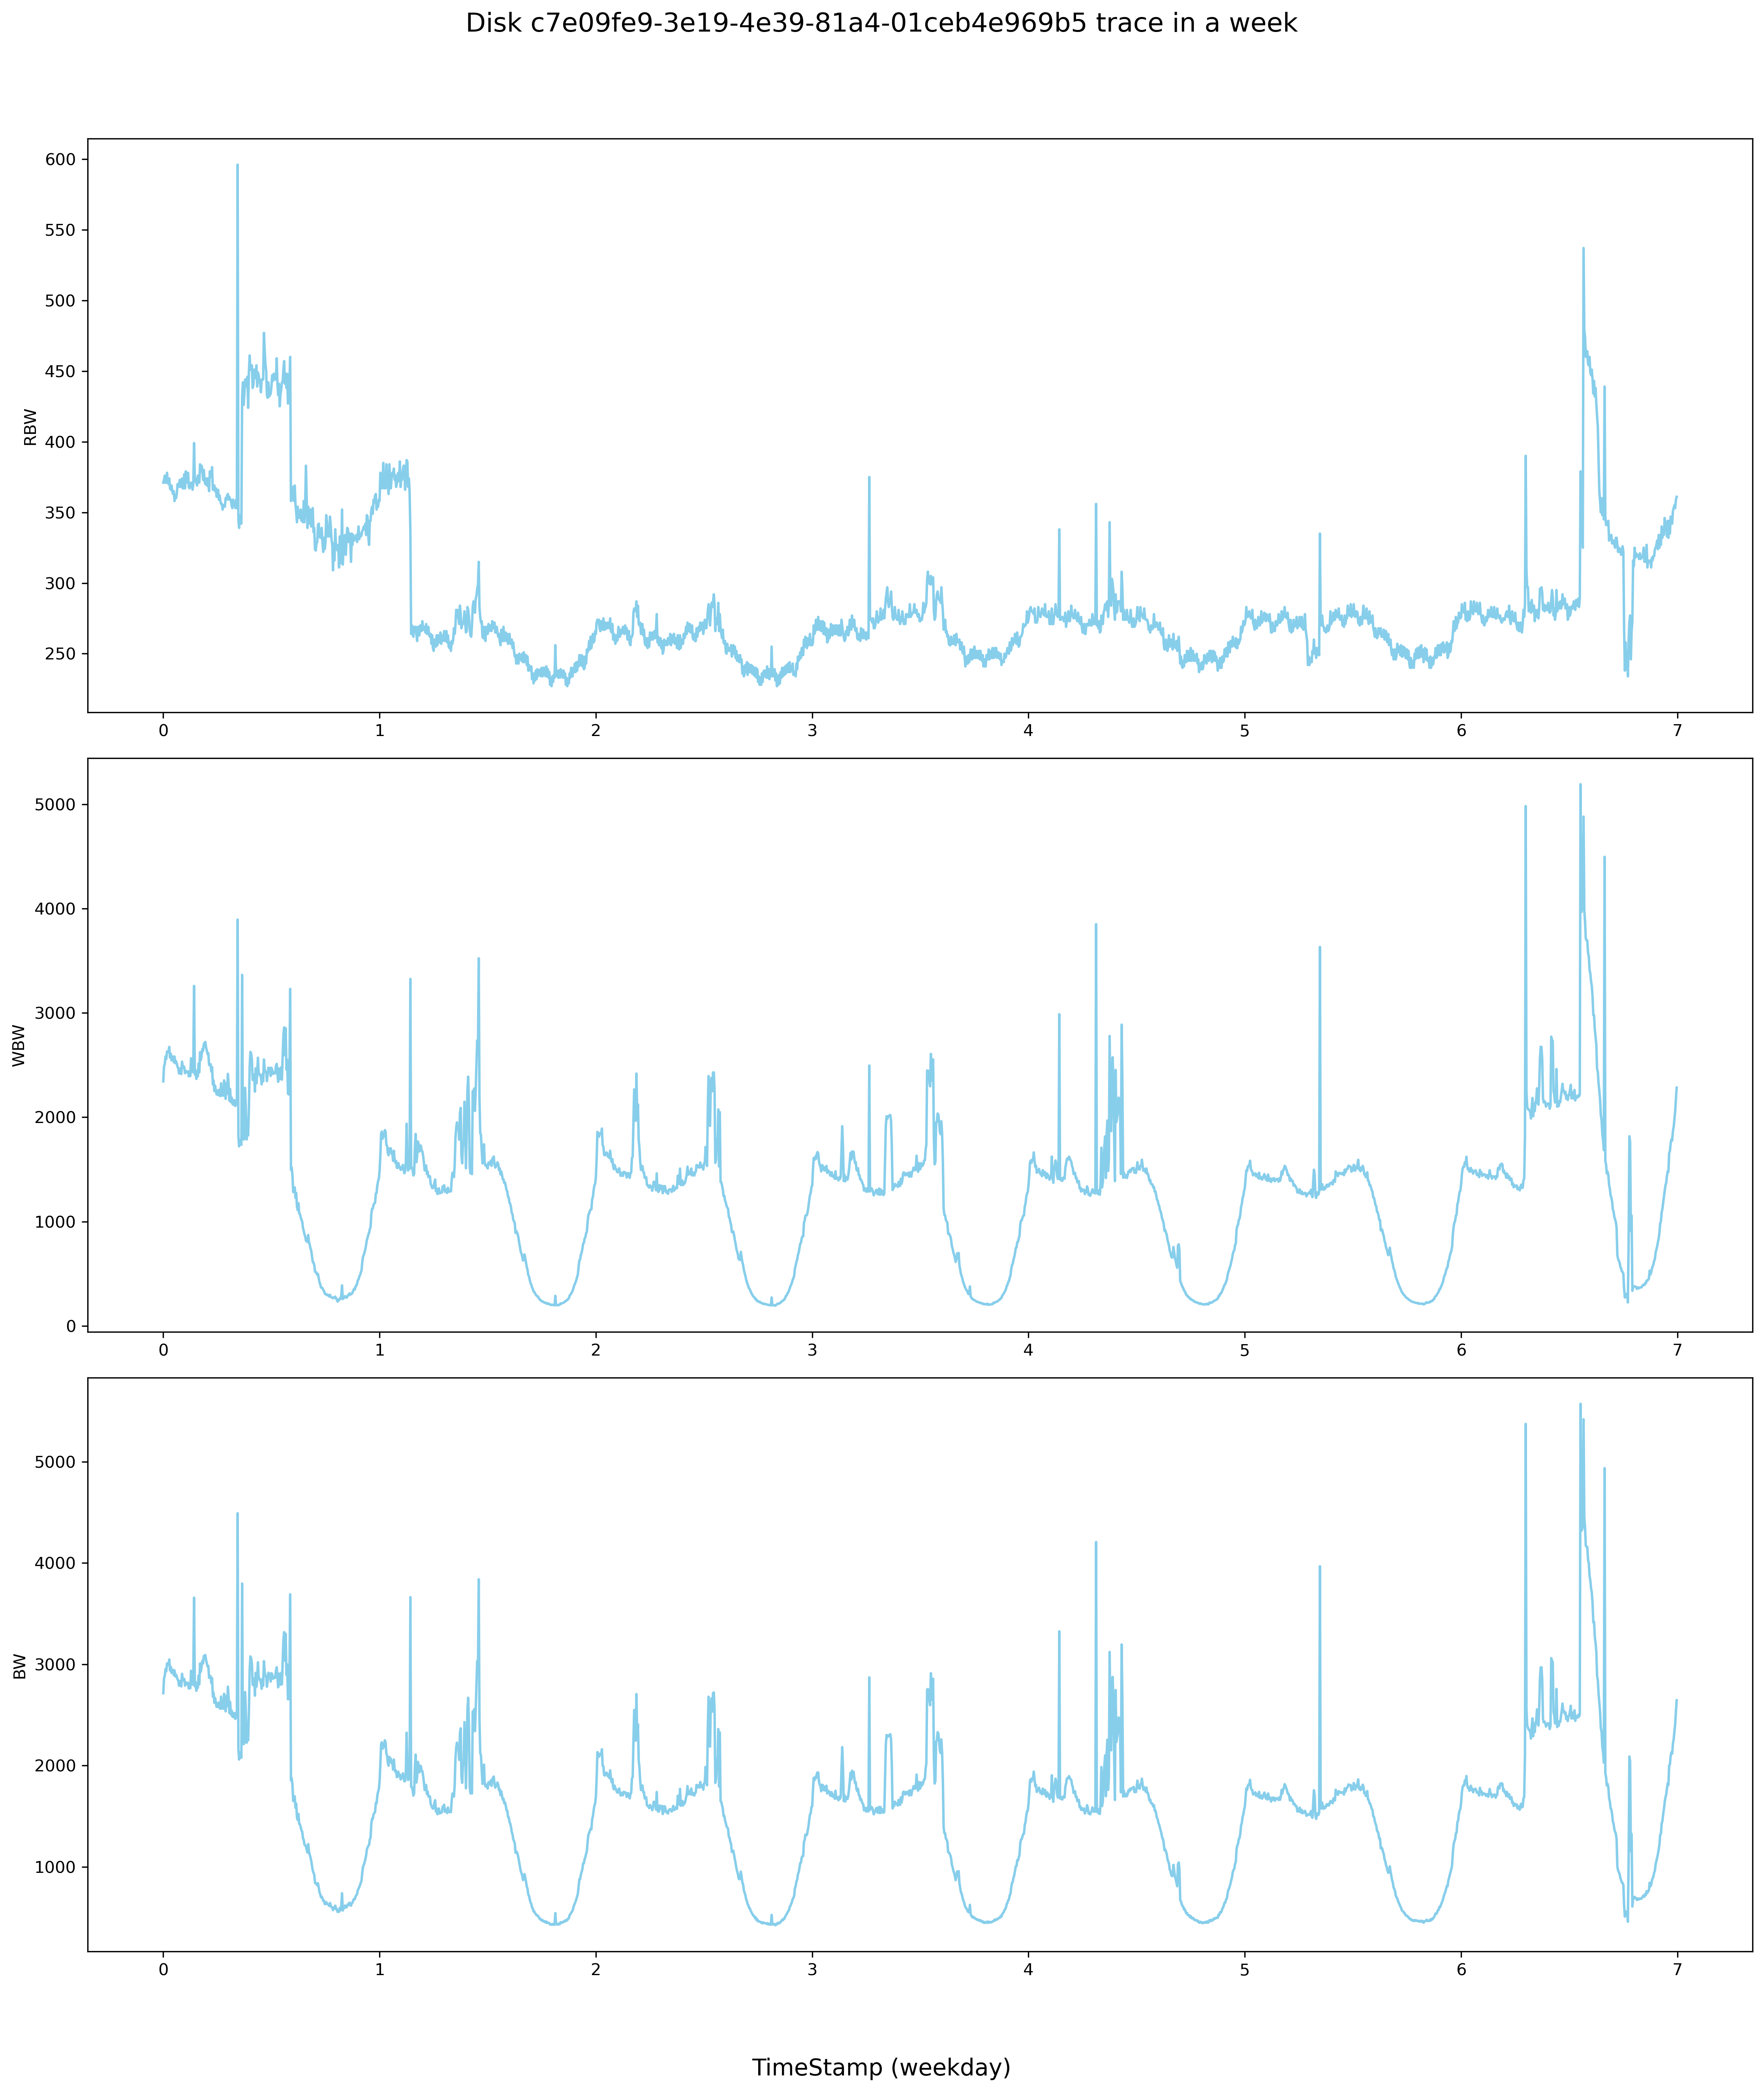 Disk c7e09fe9-3e19-4e39-81a4-01ceb4e969b5 trace in a week
600
550
500
450
400
350
300
250
RBW
0 1 2 3 4 5 6 7
5000
4000
3000
2000
1000
0
WBW
0 1 2 3 4 5 6 7
5000
4000
3000
2000
1000
BW
0 1 2 3 4 5 6 7
TimeStamp (weekday)